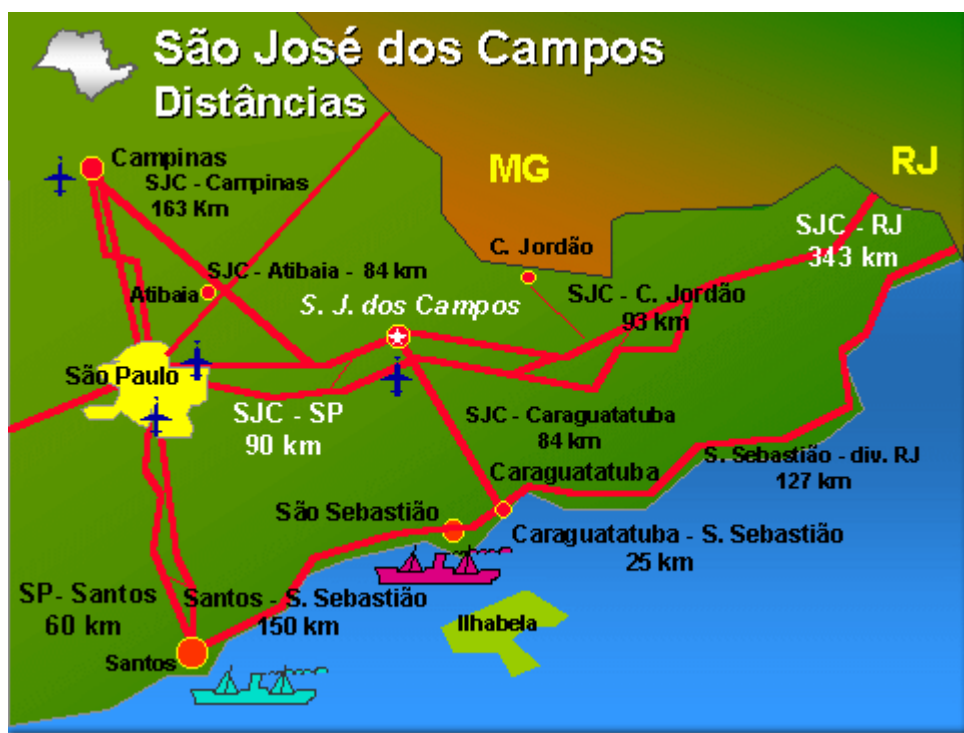 São José dos Campos
Distâncias
Campinas
SJC - Campinas
163 Km
MG
RJ
SJC - RJ
343 km
C. Jordão
SJC - Atibaia - 84 km
Atibaia
S. J. dos Campos
SJC - C. Jordão
93 km
São Paulo
SJC - SP
90 km
SJC - Caraguatatuba
84 km
S. Sebastião - div. RJ
127 km
Caraguatatuba
São Sebastião
Caraguatatuba - S. Sebastião
25 km
SP- Santos
60 km
Santos - S. Sebastião
150 km
Ilhabela
Santos